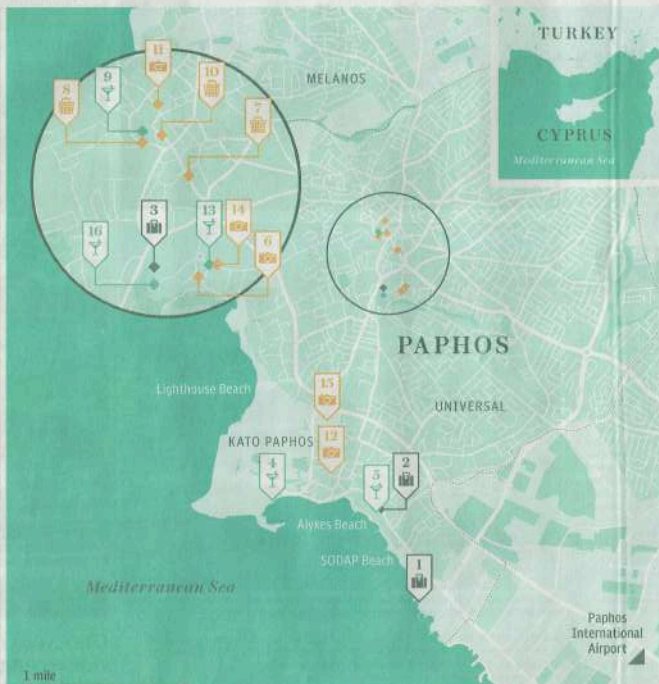 TURKEY
CYPRUS
Mediterranean Sea
MELANOS
11
9
10
8
7
3
13
14
16
6
PAPHOS
Lighthouse Beach
15
UNIVERSAL
KATO PAPHOS
12
4
5
2
Alykes Beach
SODAP Beach
1
Mediterranean Sea
Paphos
International
Airport
1 mile